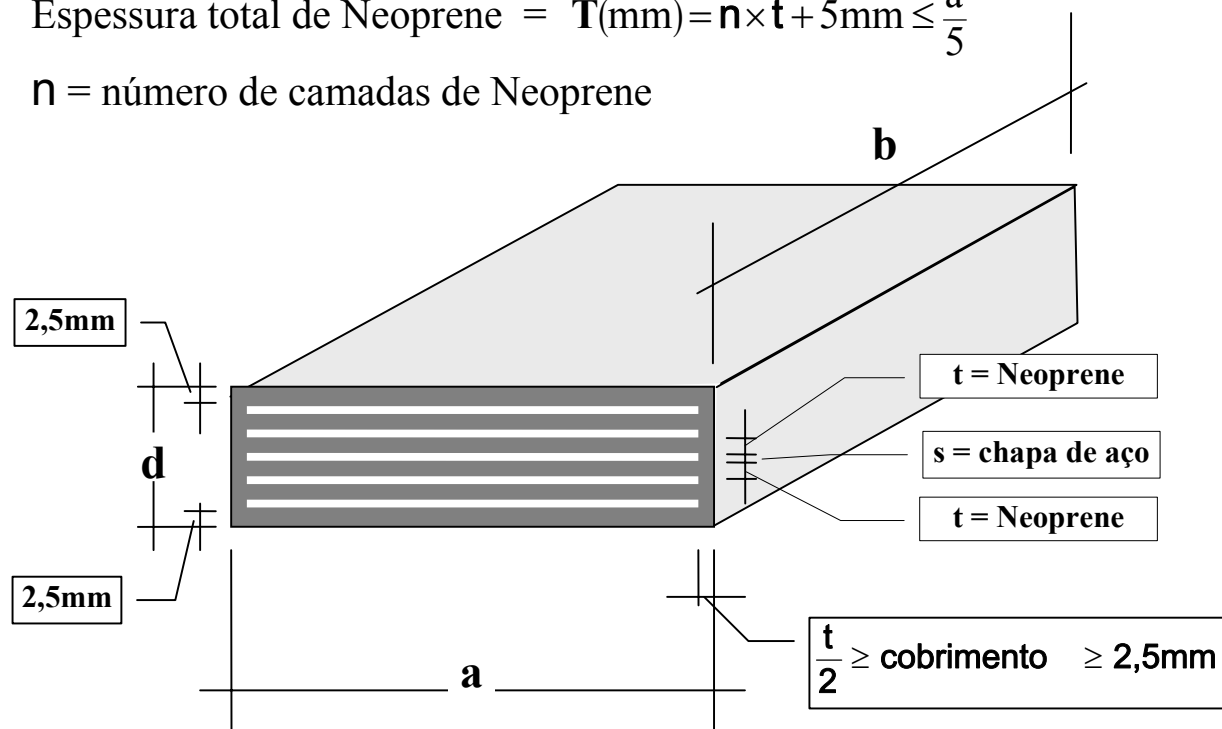 Espessura total de Neoprene = T(mm)=n×t+5mm≤a/5
n = número de camadas de Neoprene
b
2,5mm
t = Neoprene
d
s = chapa de aço
t = Neoprene
2,5mm
t/2 ≥ cobrimento ≥ 2,5mm
a